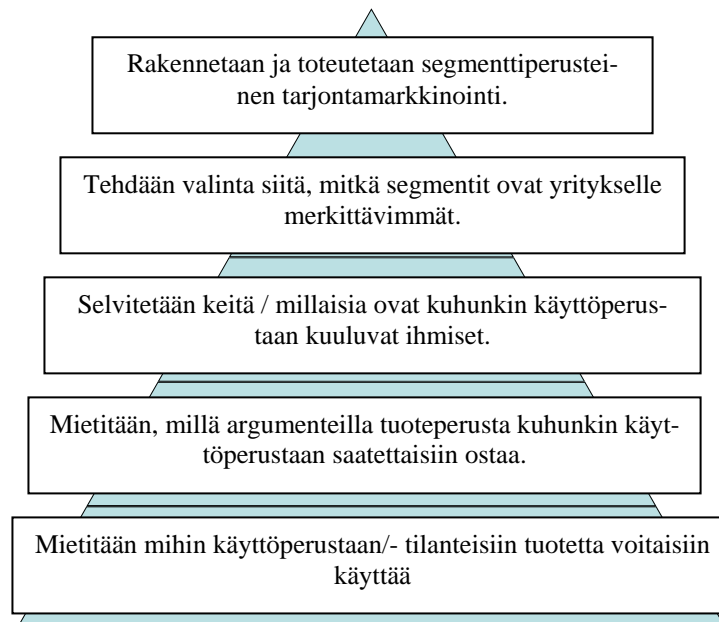 Rakennetaan ja toteutetaan segmenttiperustei-
nen tarjontamarkkinointi.
Tehdään valinta siitä, mitkä segmentit ovat yritykselle
merkittävimmät.
Selvitetään keitä / millaisia ovat kuhunkin käyttöperus-
taan kuuluvat ihmiset.
Mietitään, millä argumenteilla tuoteperusta kuhunkin käyt-
töperustaan saatettaisiin ostaa.
Mietitään mihin käyttöperustaan/- tilanteisiin tuotetta voitaisiin
käyttää